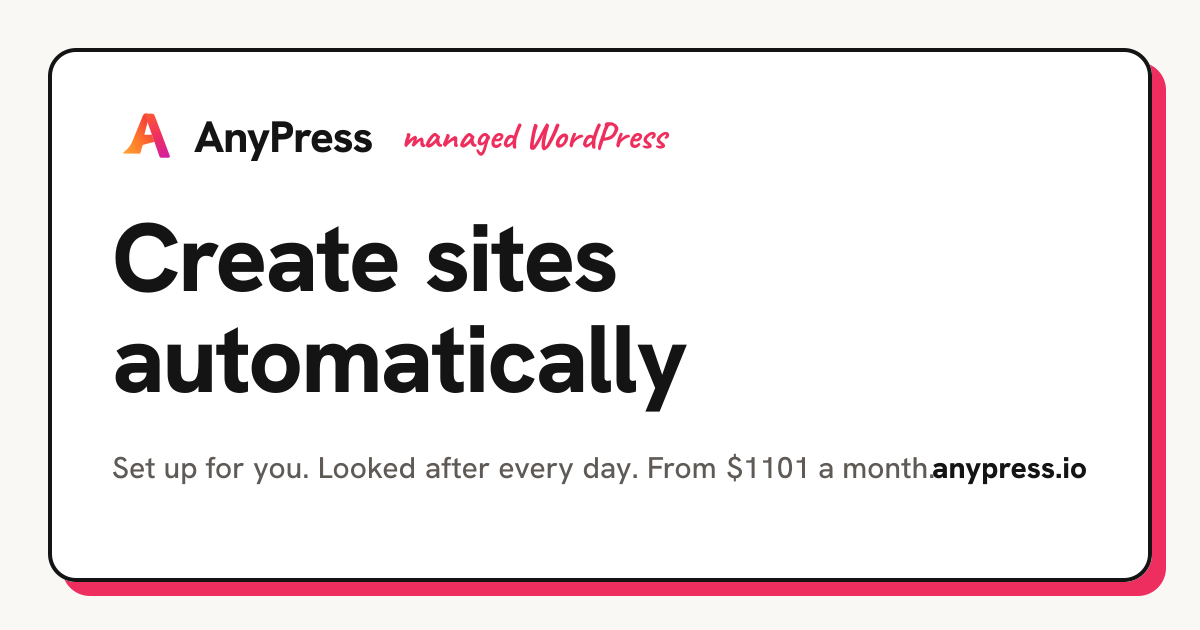 AnyPress managed WordPress
Create sites
automatically
Set up for you. Looked after every day. From $1101 a month. anypress.io